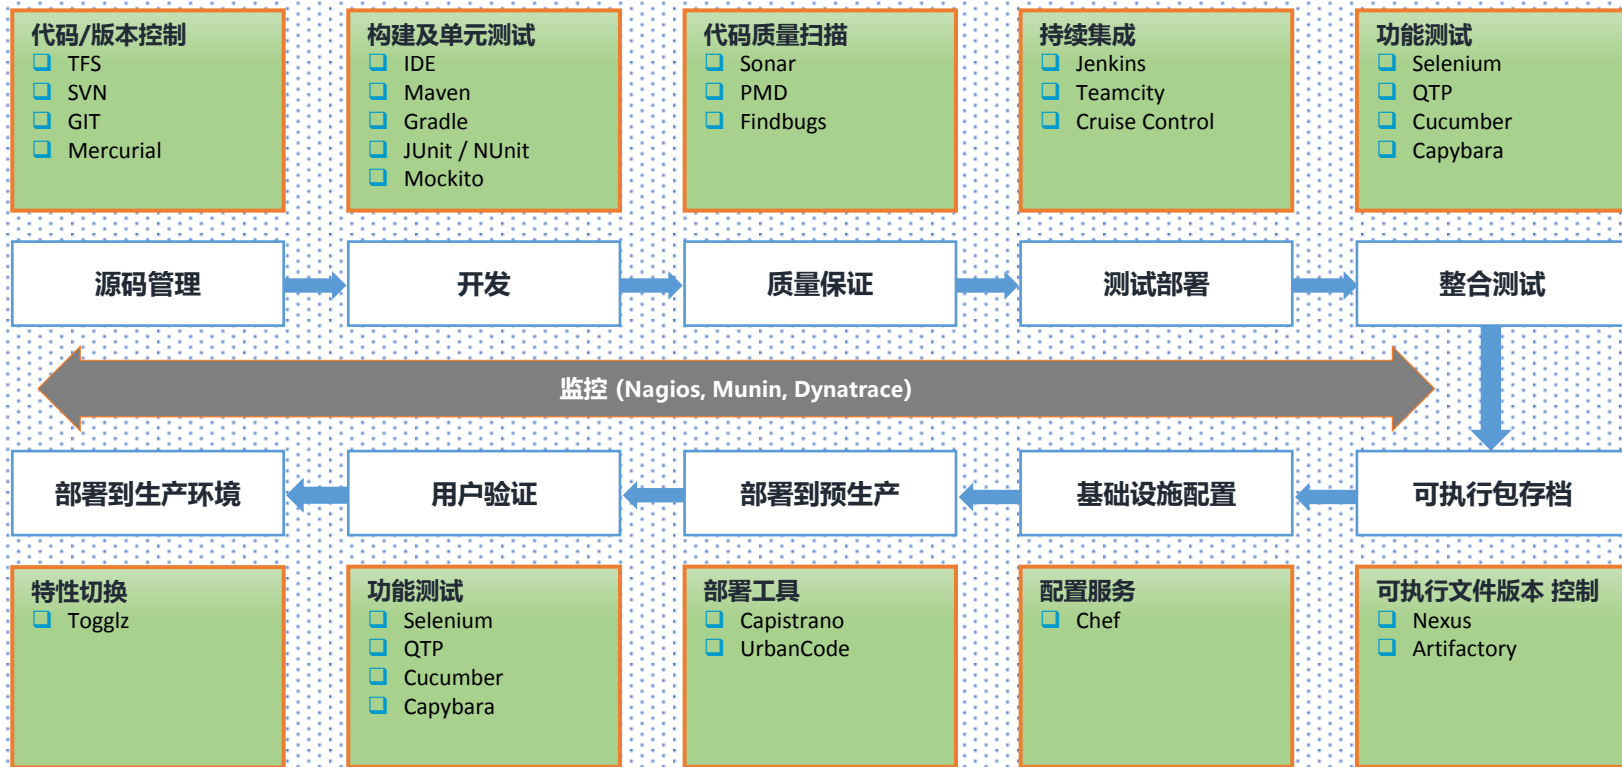 代码/版本控制
TFS
SVN
GIT
Mercurial
构建及单元测试
IDE
Maven
Gradle
JUnit / NUnit
Mockito
代码质量扫描
Sonar
PMD
Findbugs
持续集成
Jenkins
Teamcity
Cruise Control
功能测试
Selenium
QTP
Cucumber
Capybara
源码管理
开发
质量保证
测试部署
整合测试
监控 (Nagios, Munin, Dynatrace)
部署到生产环境
用户验证
部署到预生产
基础设施配置
可执行包存档
特性切换
Togglz
功能测试
Selenium
QTP
Cucumber
Capybara
部署工具
Capistrano
UrbanCode
配置服务
Chef
可执行文件版本 控制
Nexus
Artifactory